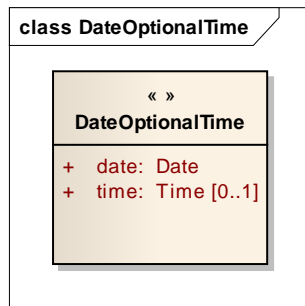 class DateOptionalTime
« »
DateOptionalTime
+ date: Date
+ time: Time [0..1]